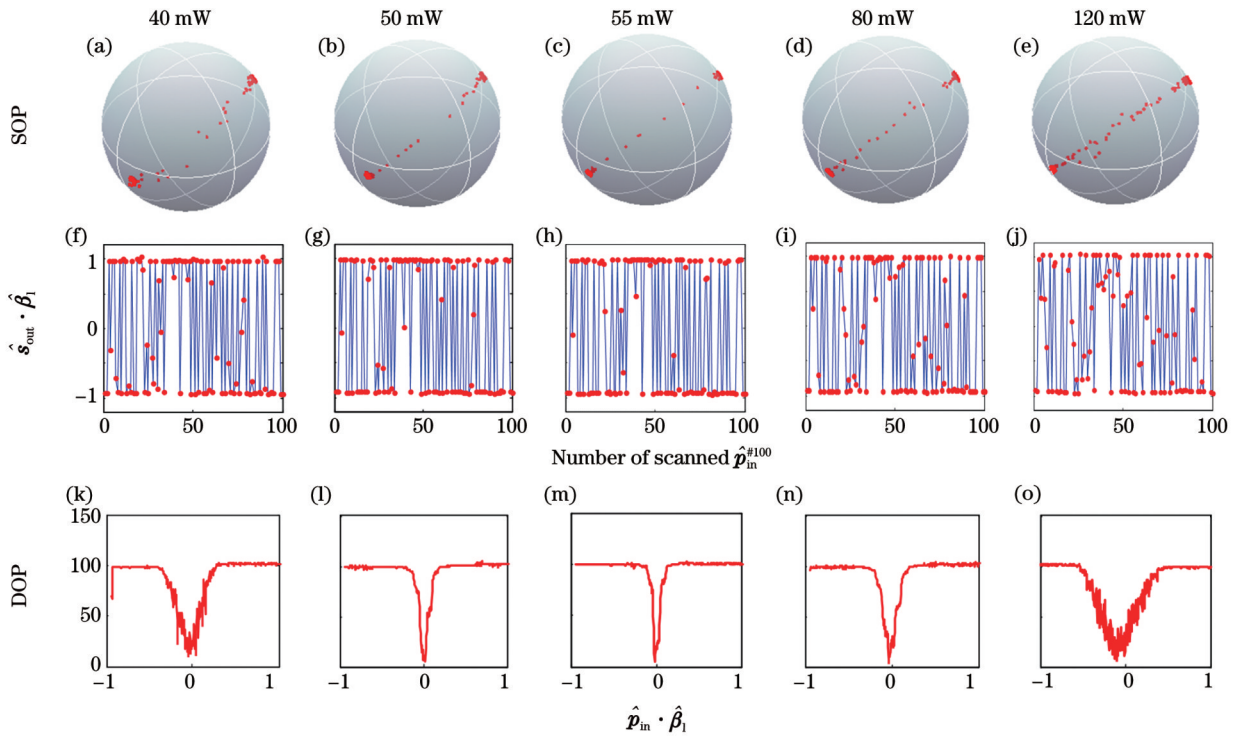 40 mW 50 mW 55 mW 80 mW 120 mW
(a) (b) (c) (d) (e)
SOP
(f) (g) (h) (i) (j)
1
0
−1
ŝout · β̂1
0 50 100 0 50 100 0 50 100 0 50 100 0 50 100
Number of scanned p̂in#100
(k) (l) (m) (n) (o)
150
100
50
0
DOP
−1 0 1 −1 0 1 −1 0 1 −1 0 1 −1 0 1
p̂in · β̂1